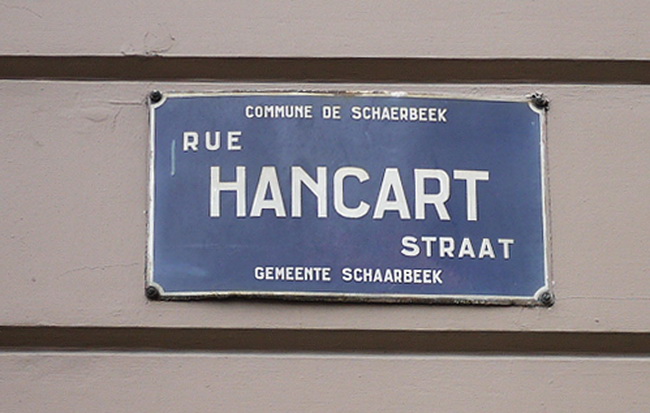 COMMUNE DE SCHAERBEEK
RUE
HANCART
STRAAT
GEMEENTE SCHAARBEEK